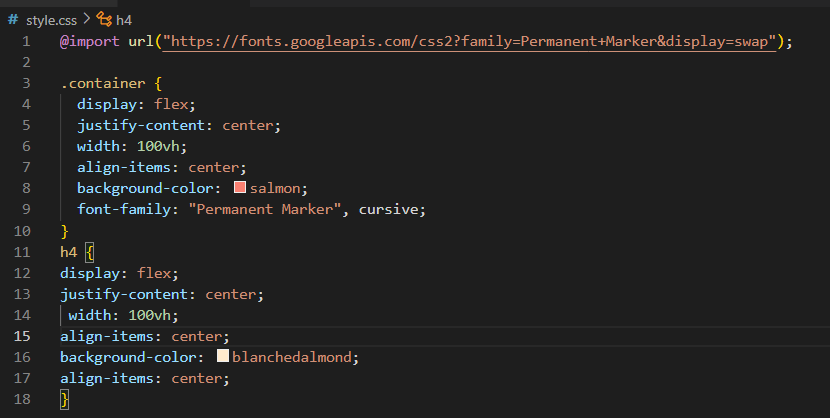 # style.css > h4
1 @import url("https://fonts.googleapis.com/css2?family=Permanent+Marker&display=swap");
2
3 .container {
4   display: flex;
5   justify-content: center;
6   width: 100vh;
7   align-items: center;
8   background-color: salmon;
9   font-family: "Permanent Marker", cursive;
10 }
11 h4 {
12 display: flex;
13 justify-content: center;
14  width: 100vh;
15 align-items: center;
16 background-color: blanchedalmond;
17 align-items: center;
18 }